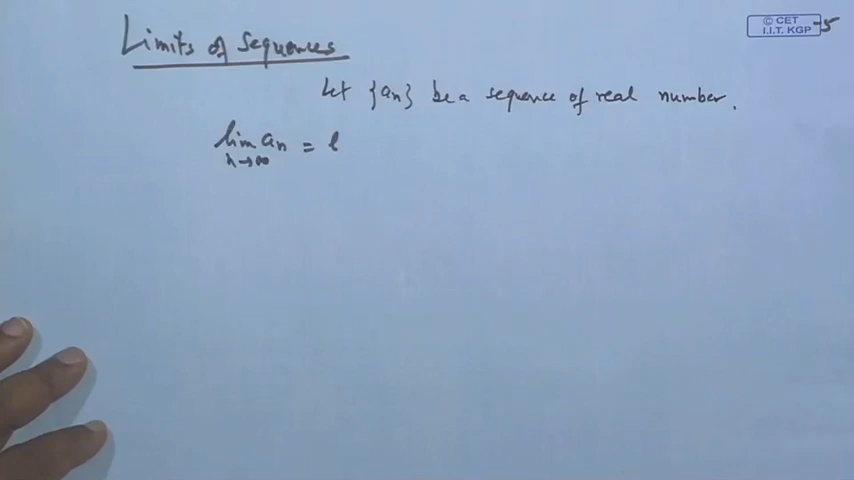 Limits of Sequences
© CET
I.I.T. KGP
-5
Let {an} be a sequence of real number.
lim an = l
n→∞